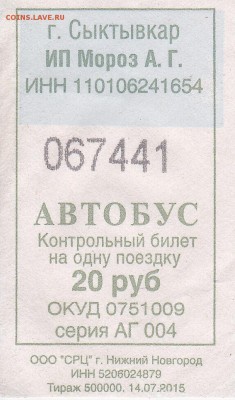 COINS.LAVE.RU
г. Сыктывкар
ИП Мороз А. Г.
ИНН 110106241654
067441
АВТОБУС
Контрольный билет
на одну поездку
20 руб
ОКУД 0751009
серия АГ 004
ООО "СРЦ" г. Нижний Новгород
ИНН 5206024879
Тираж 500000. 14.07.2015